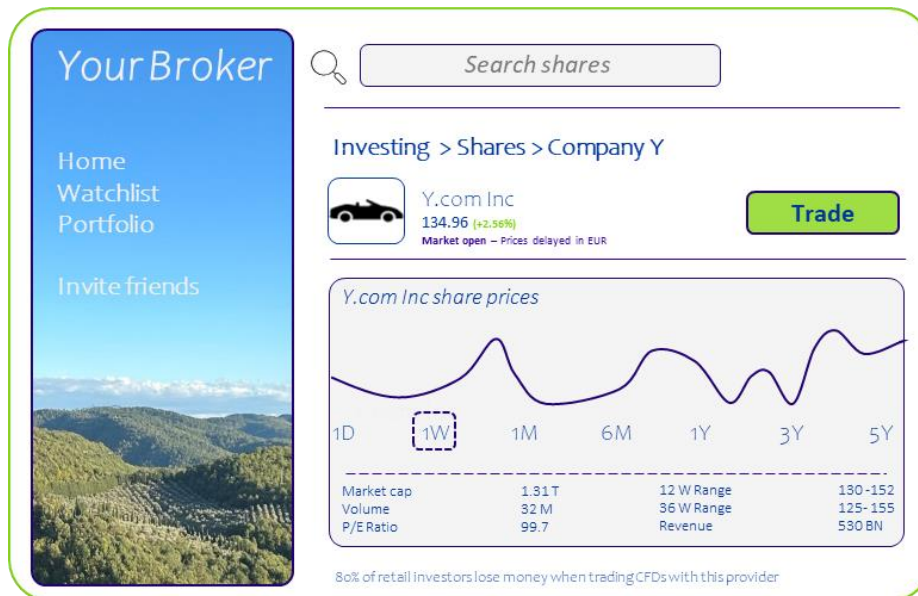 Your Broker
Home
Watchlist
Portfolio
Invite friends
Search shares
Investing > Shares > Company Y
Y.com Inc
134.96 (+2.56%)
Market open – Prices delayed in EUR
Trade
Y.com Inc share prices
1D 1W 1M 6M 1Y 3Y 5Y
Market cap 1.31 T 12 W Range 130 -152
Volume 32 M 36 W Range 125- 155
P/E Ratio 99.7 Revenue 530 BN
80% of retail investors lose money when trading CFDs with this provider